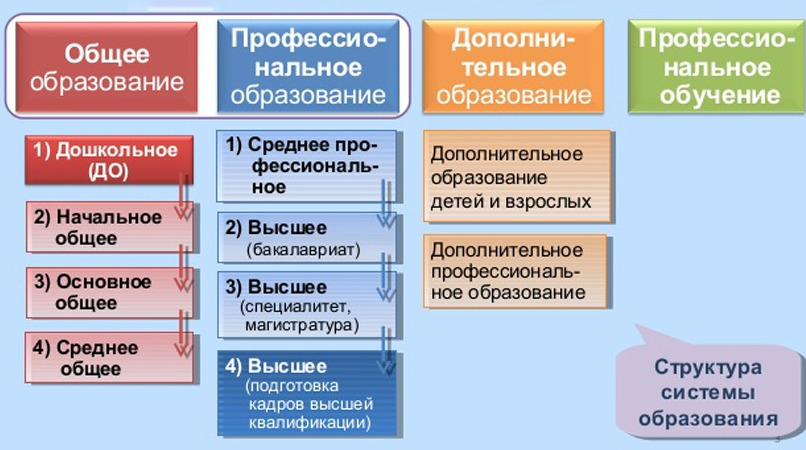 Общее
образование
Профессио-
нальное
образование
Дополни-
тельное
образование
Профессио-
нальное
обучение
1) Дошкольное
(ДО)
2) Начальное
общее
3) Основное
общее
4) Среднее
общее
1) Среднее про-
фессиональ-
ное
2) Высшее
(бакалавриат)
3) Высшее
(специалитет,
магистратура)
4) Высшее
(подготовка
кадров высшей
квалификации)
Дополнительное
образование
детей и взрослых
Дополнительное
профессиональ-
ное образование
Структура
системы
образования
3